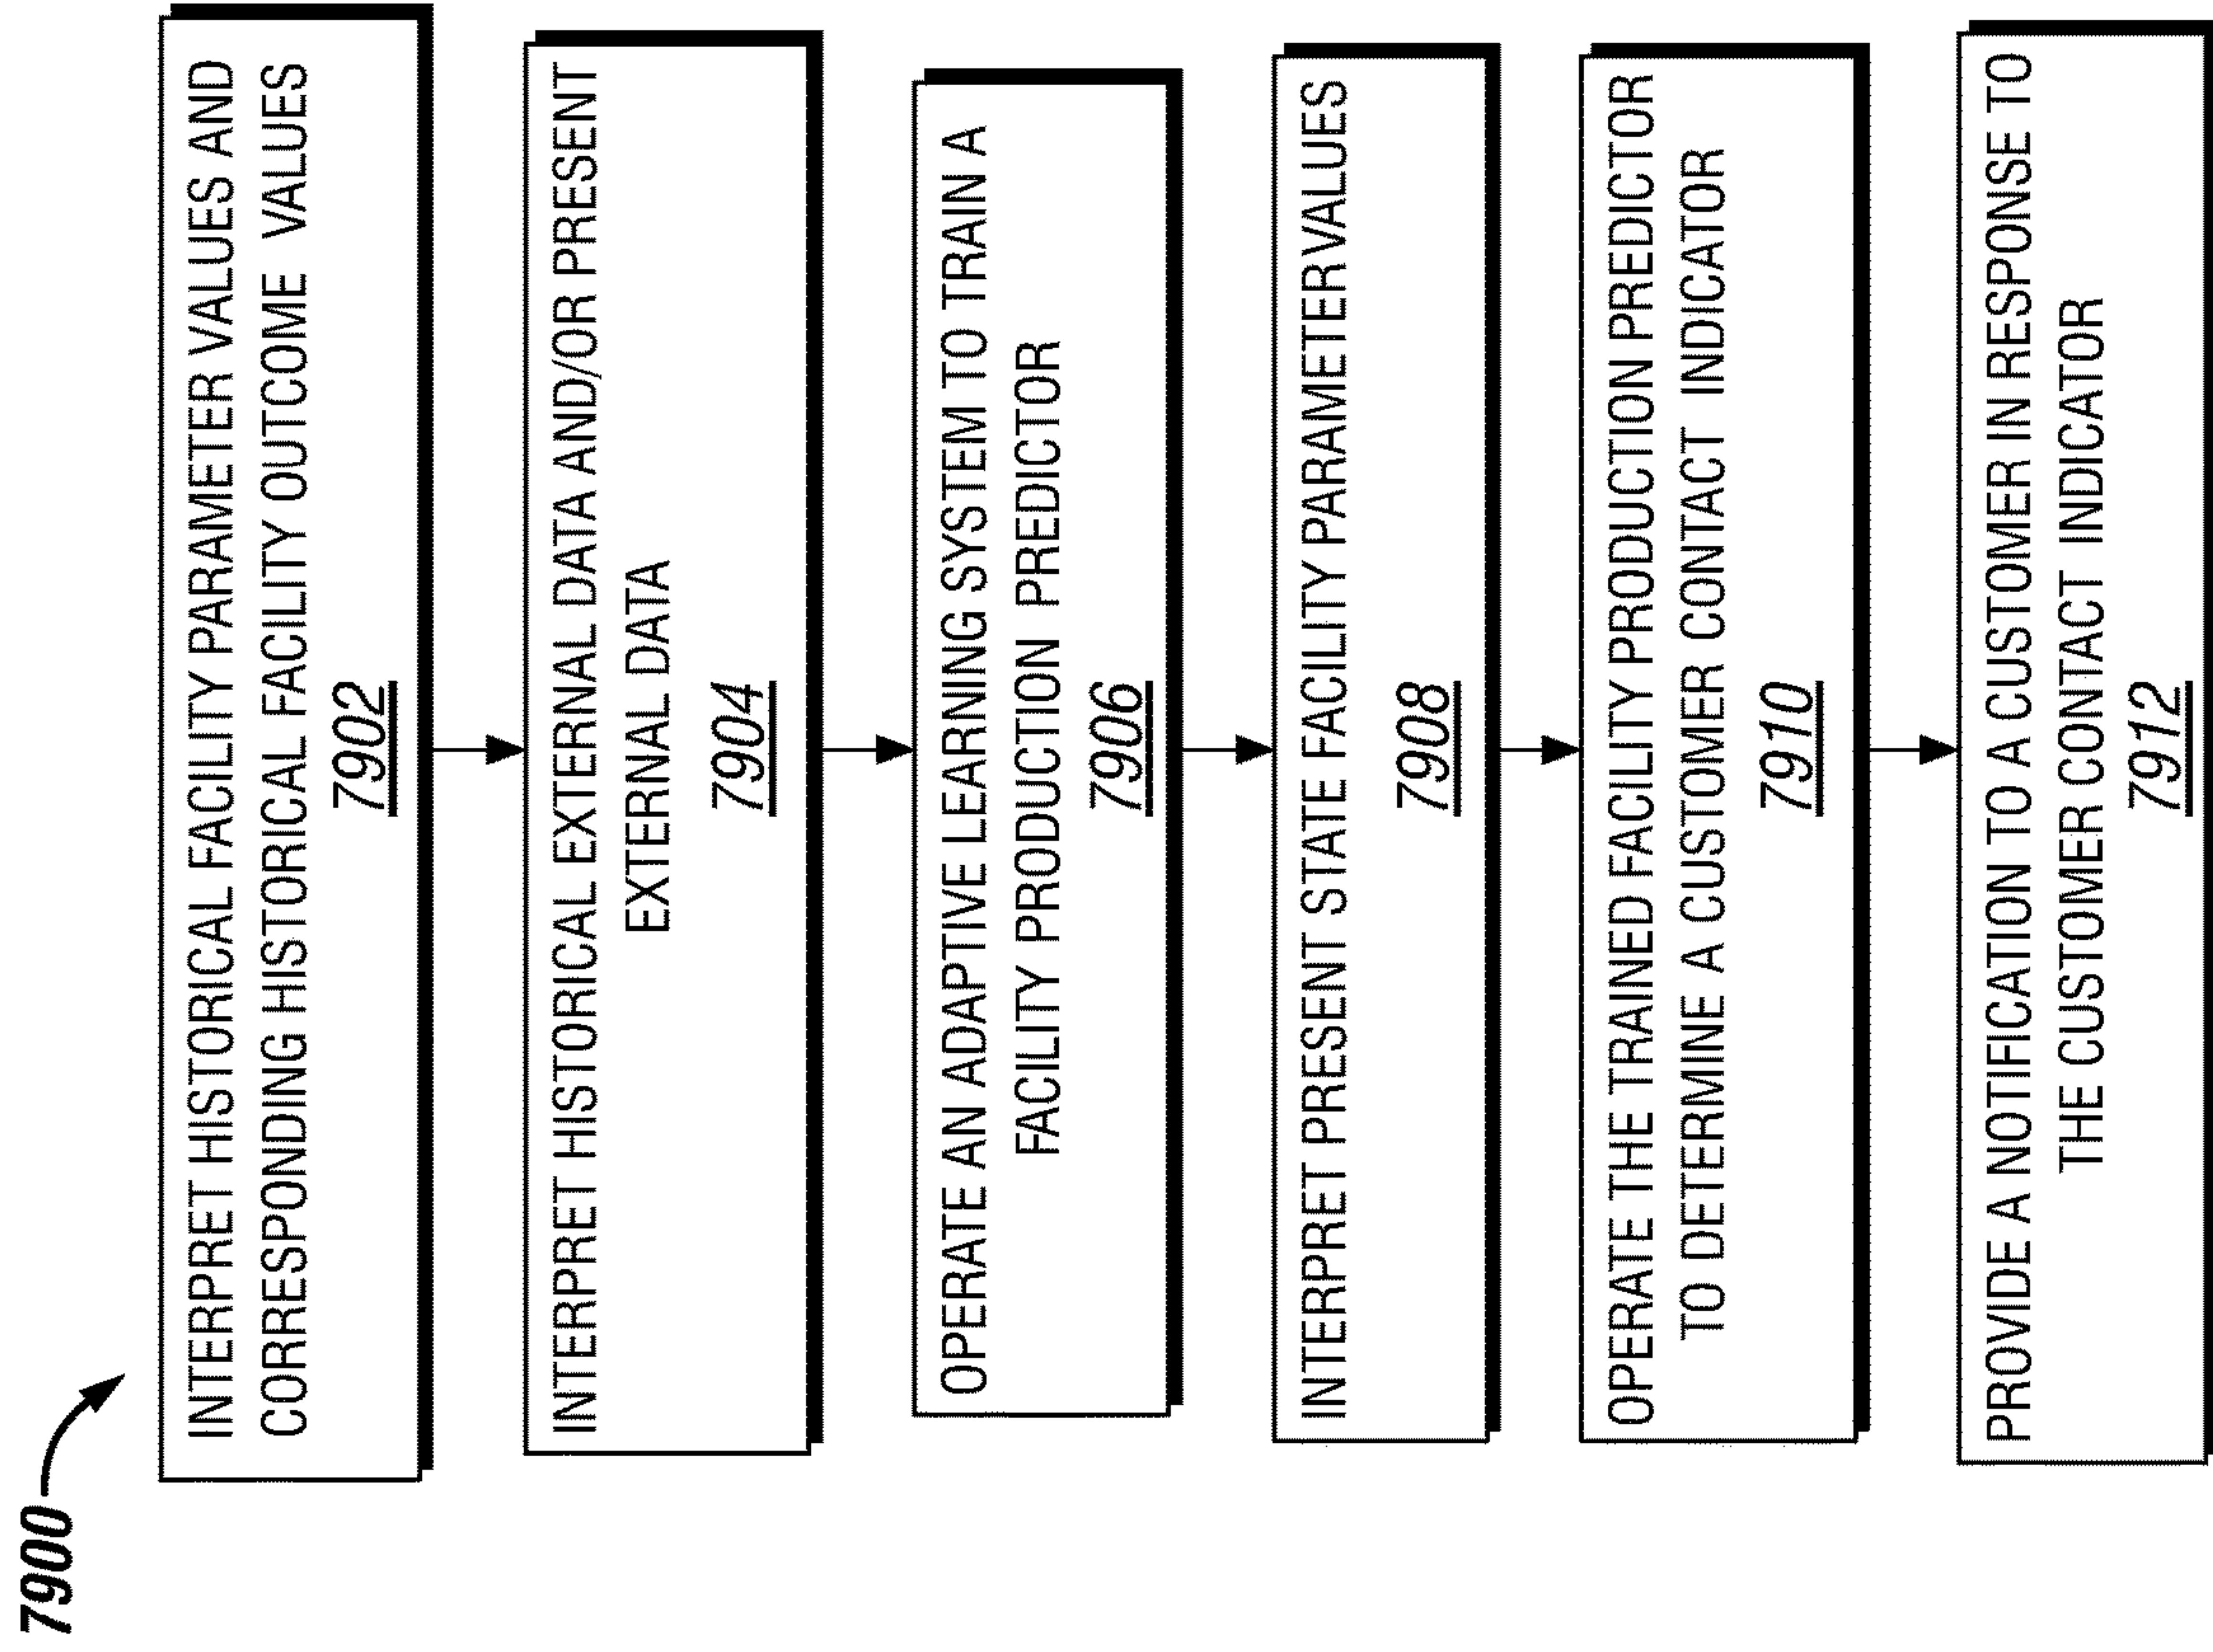 7900
INTERPRET HISTORICAL FACILITY PARAMETER VALUES AND
CORRESPONDING HISTORICAL FACILITY OUTCOME VALUES
7902
INTERPRET HISTORICAL EXTERNAL DATA AND/OR PRESENT
EXTERNAL DATA
7904
OPERATE AN ADAPTIVE LEARNING SYSTEM TO TRAIN A
FACILITY PRODUCTION PREDICTOR
7906
INTERPRET PRESENT STATE FACILITY PARAMETERVALUES
7908
OPERATE THE TRAINED FACILITY PRODUCTION PREDICTOR
TO DETERMINE A CUSTOMER CONTACT INDICATOR
7910
PROVIDE A NOTIFICATION TO A CUSTOMER IN RESPONSE TO
THE CUSTOMER CONTACT INDICATOR
7912